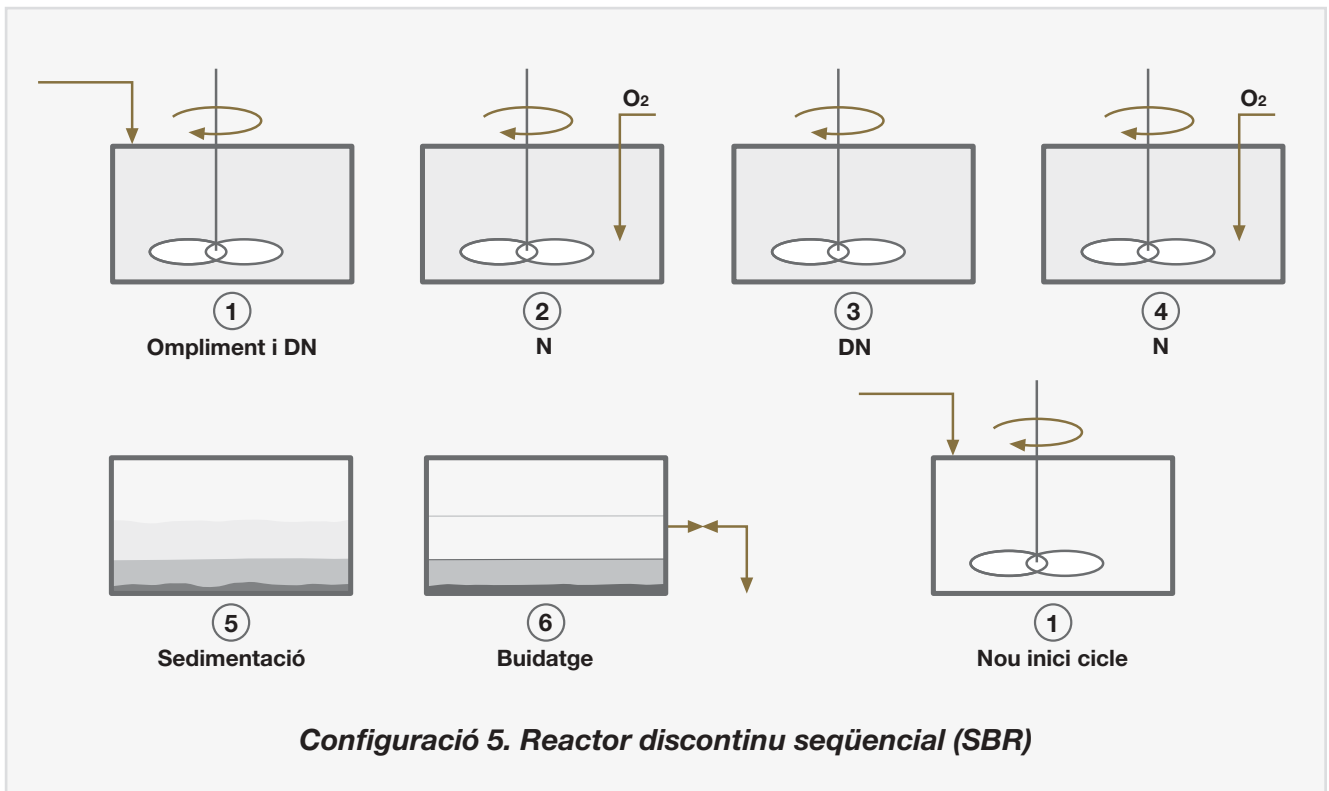 O2
O2
1
2
3
4
Ompliment i DN
N
DN
N
5
6
1
Sedimentació
Buidatge
Nou inici cicle
Configuració 5. Reactor discontinu seqüencial (SBR)